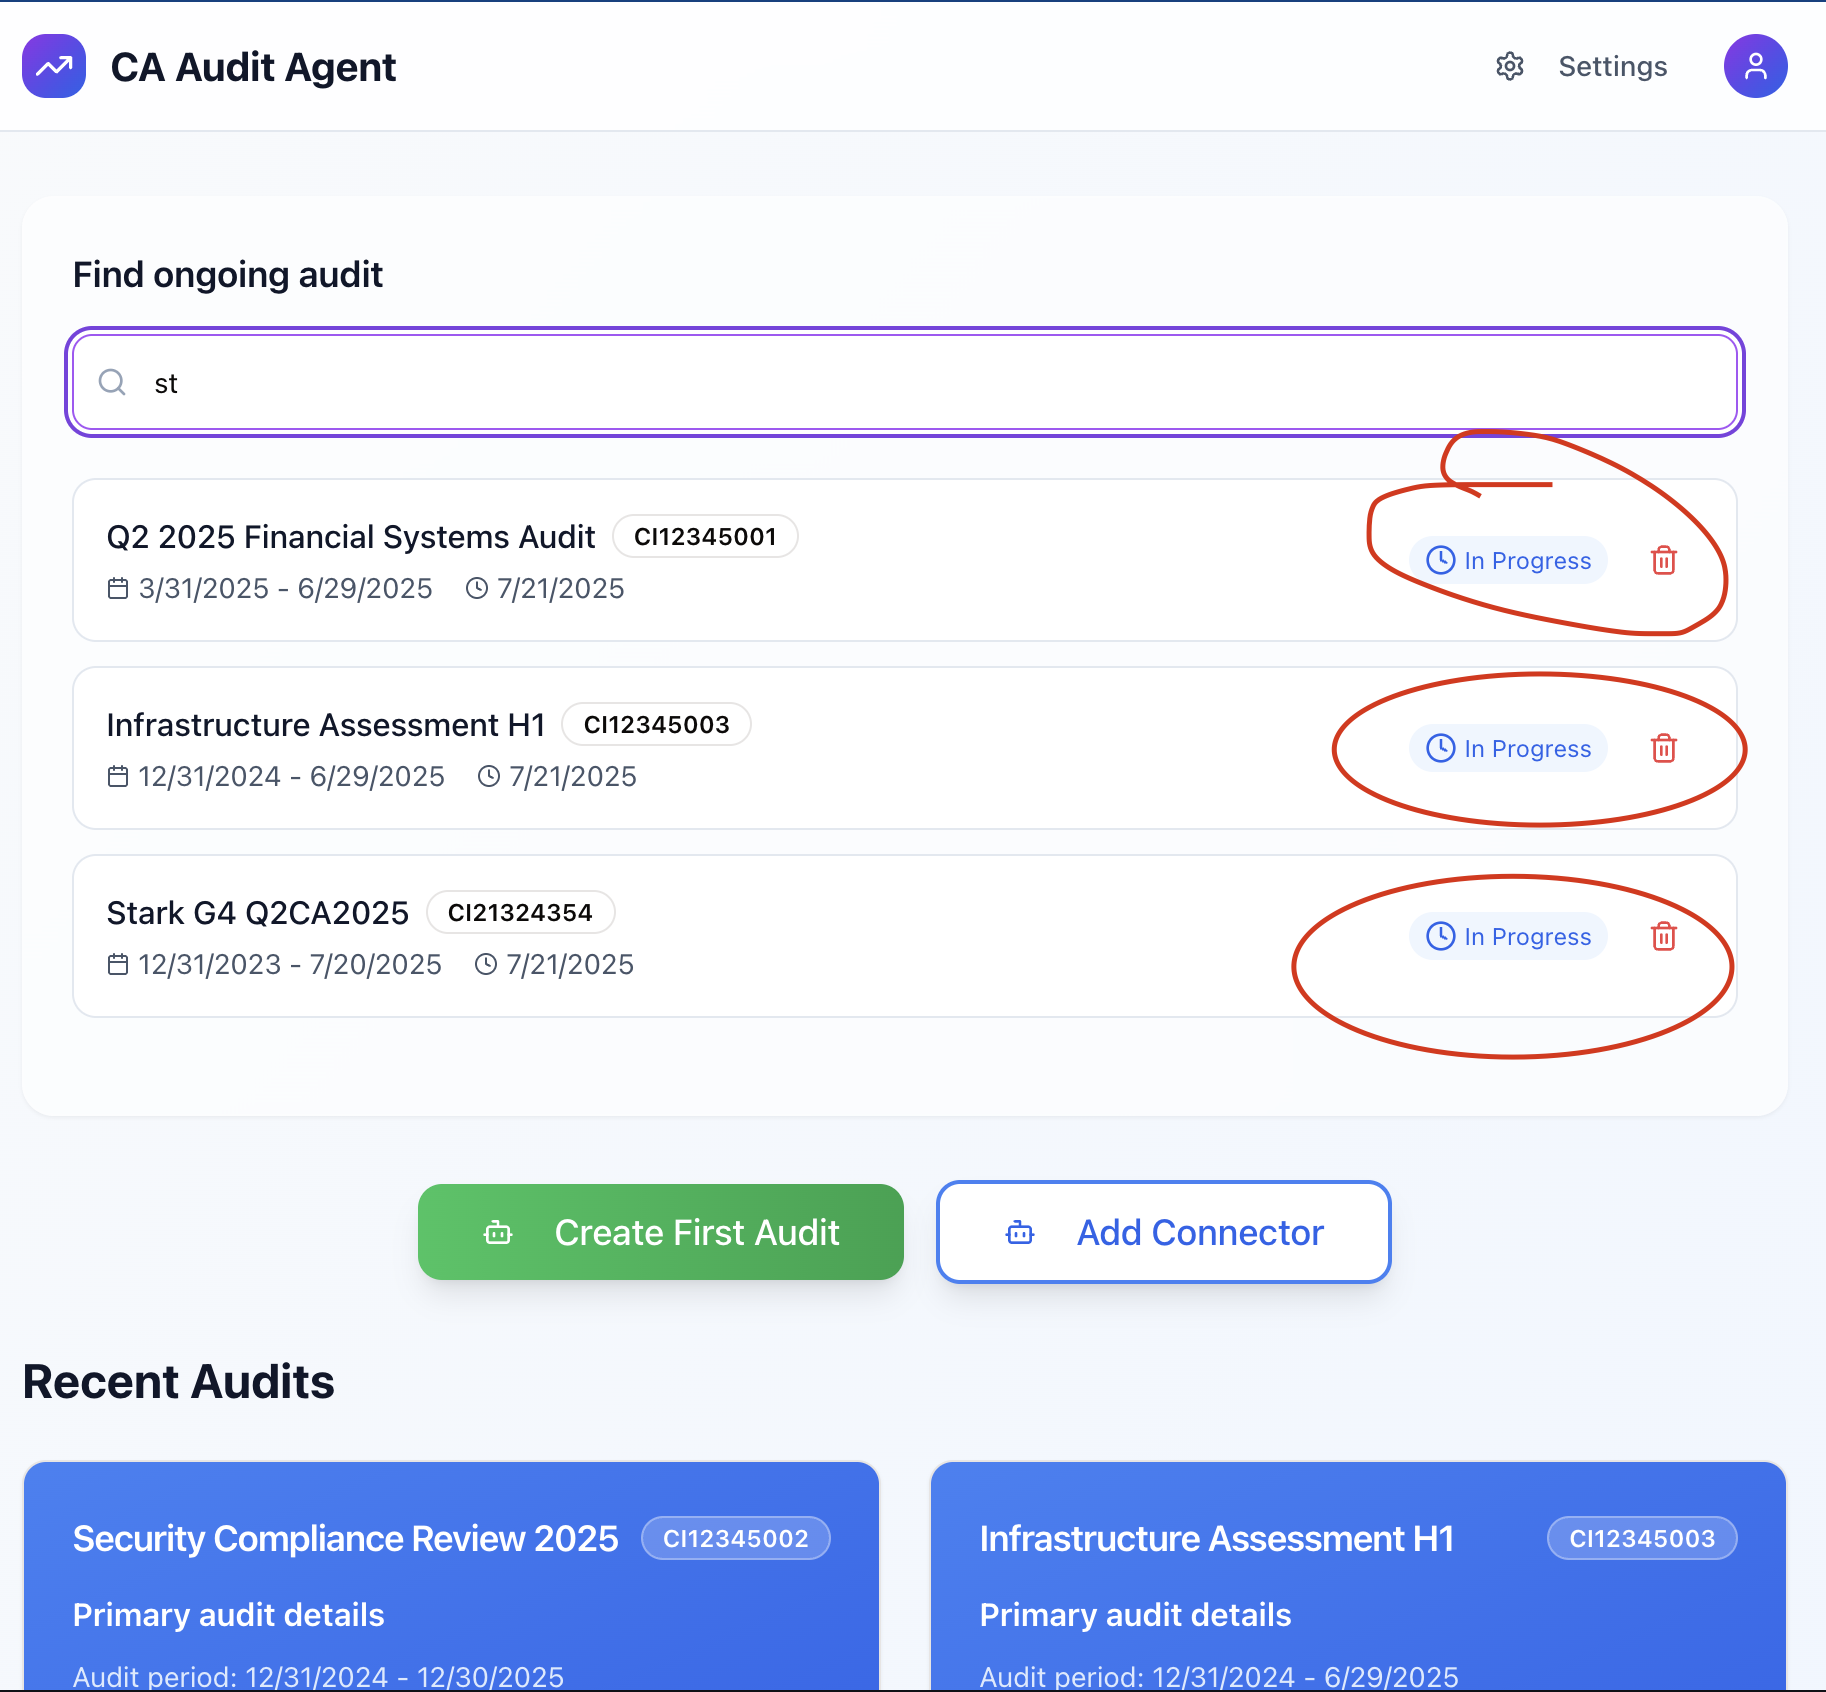 CA Audit Agent
Settings
Find ongoing audit
st
Q2 2025 Financial Systems Audit CI12345001
3/31/2025 - 6/29/2025 7/21/2025
In Progress
Infrastructure Assessment H1 CI12345003
12/31/2024 - 6/29/2025 7/21/2025
In Progress
Stark G4 Q2CA2025 CI21324354
12/31/2023 - 7/20/2025 7/21/2025
In Progress
Create First Audit
Add Connector
Recent Audits
Security Compliance Review 2025 CI12345002
Primary audit details
Audit period: 12/31/2024 - 12/30/2025
Infrastructure Assessment H1 CI12345003
Primary audit details
Audit period: 12/31/2024 - 6/29/2025